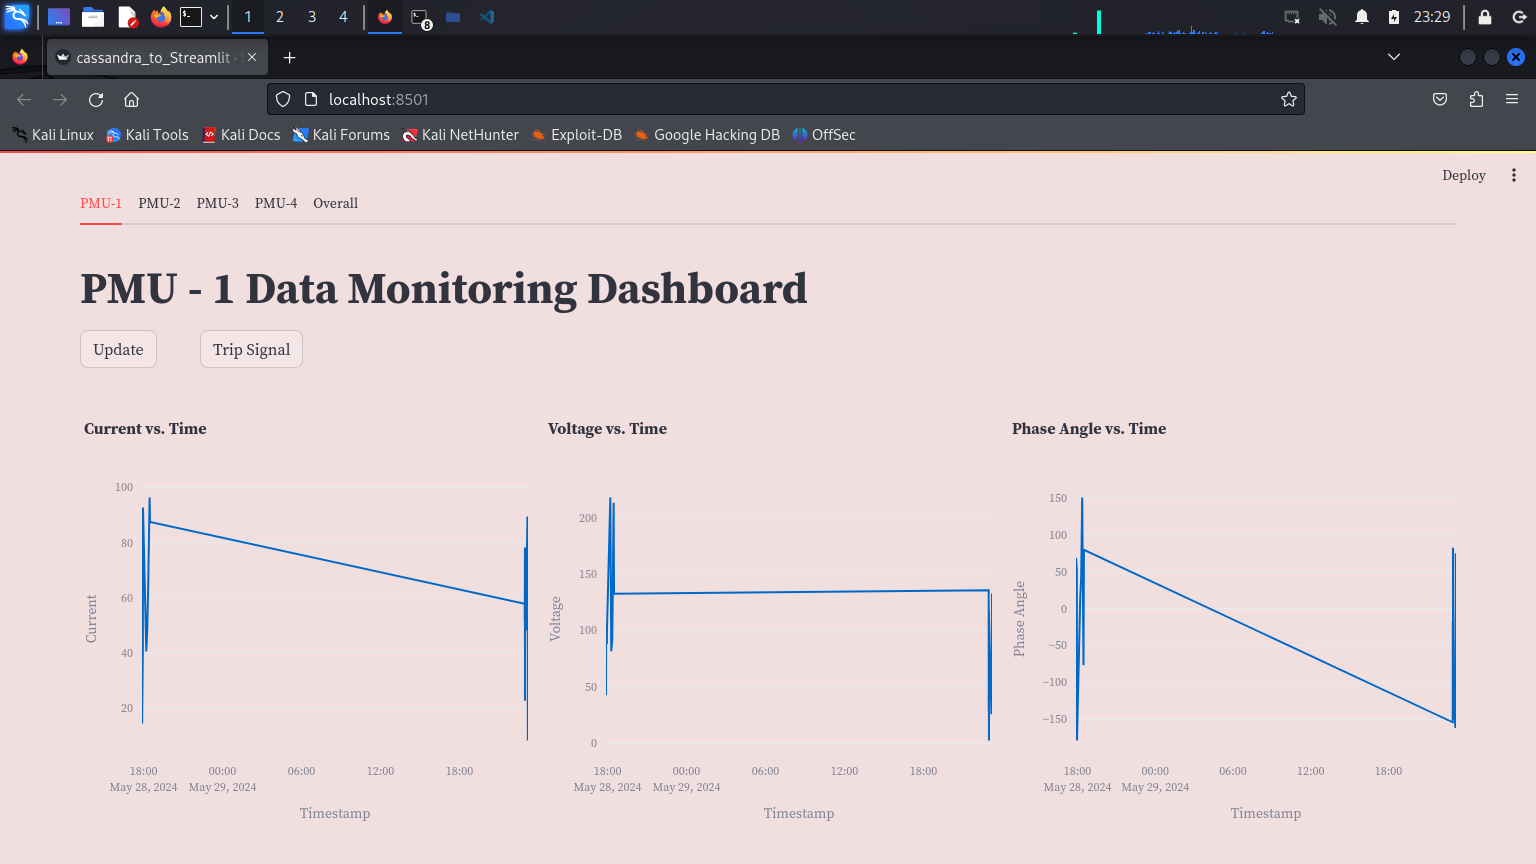 1 2 3 4 8 23:29
cassandra_to_Streamlit
localhost:8501
Kali Linux Kali Tools Kali Docs Kali Forums Kali NetHunter Exploit-DB Google Hacking DB OffSec
Deploy
PMU-1 PMU-2 PMU-3 PMU-4 Overall
PMU - 1 Data Monitoring Dashboard
Update Trip Signal
Current vs. Time
100
80
60
40
20
Current
18:00 00:00 06:00 12:00 18:00
May 28, 2024 May 29, 2024
Timestamp
Voltage vs. Time
200
150
100
50
0
Voltage
18:00 00:00 06:00 12:00 18:00
May 28, 2024 May 29, 2024
Timestamp
Phase Angle vs. Time
150
100
50
0
−50
−100
−150
Phase Angle
18:00 00:00 06:00 12:00 18:00
May 28, 2024 May 29, 2024
Timestamp